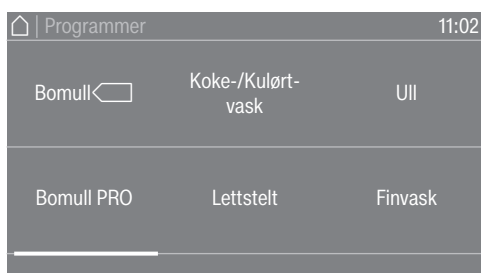 Programmer 11:02
Bomull Koke-/Kulørt- Ull
vask
Bomull PRO Lettstelt Finvask